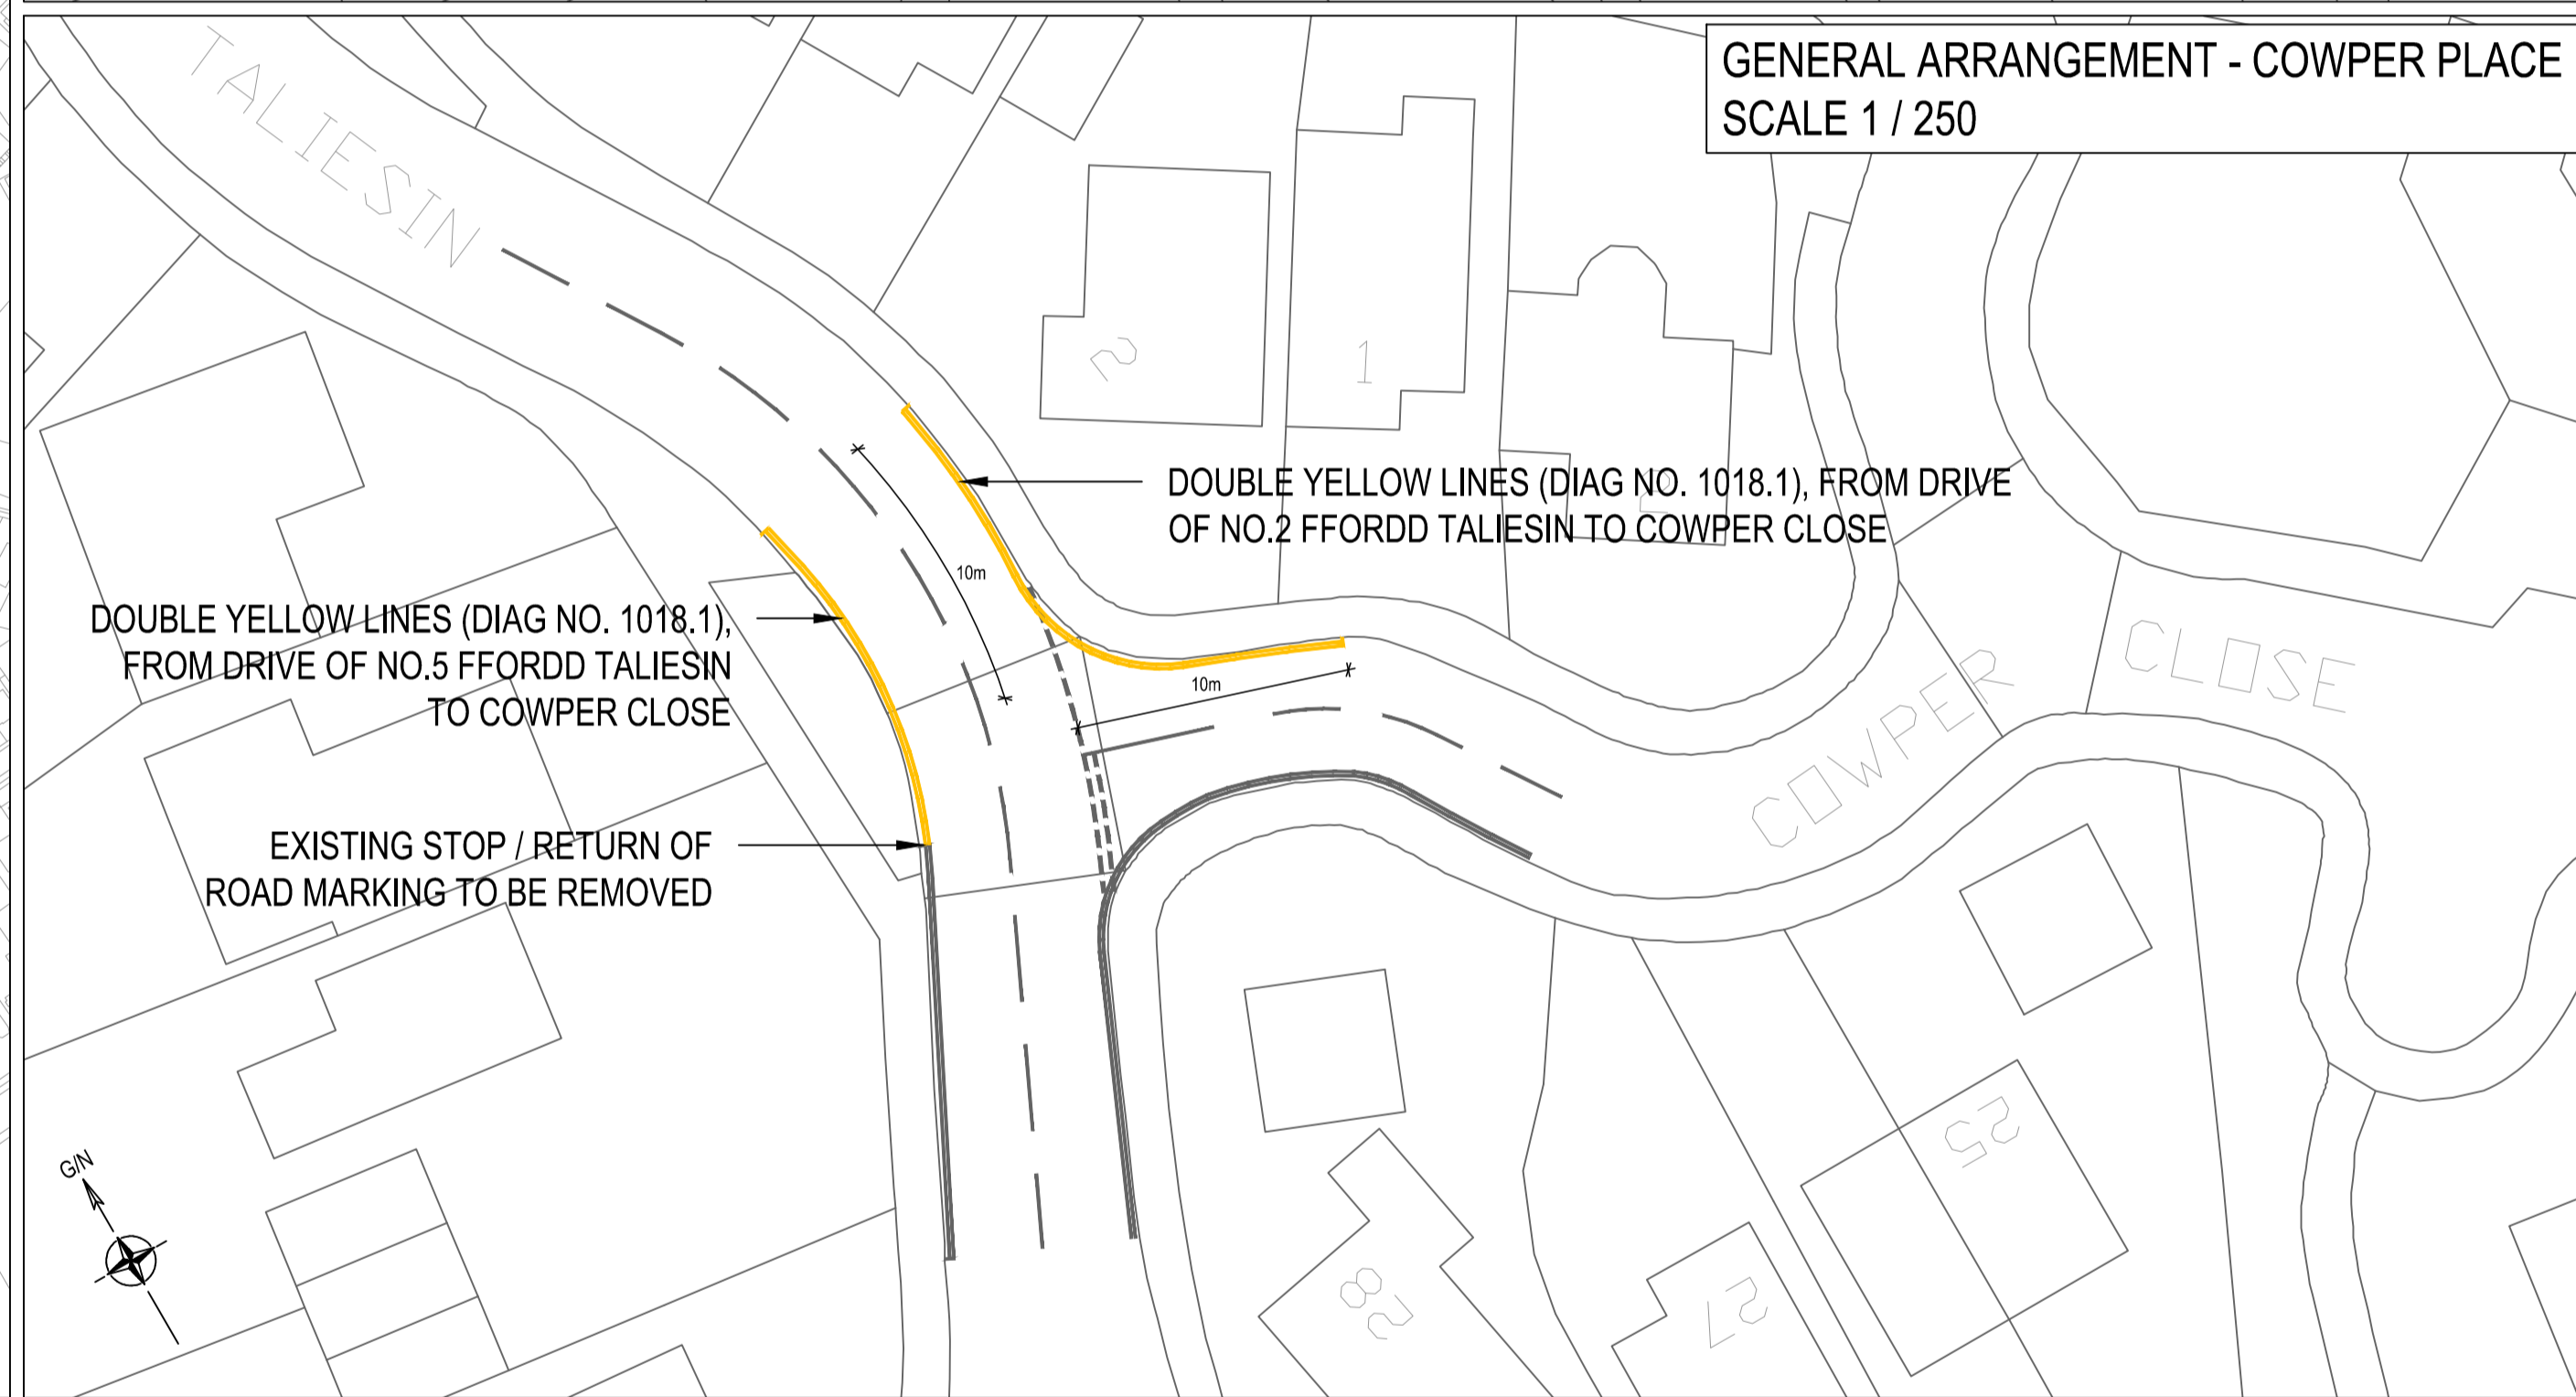 GENERAL ARRANGEMENT - COWPER PLACE
SCALE 1 / 250
TALIESIN
2
1
DOUBLE YELLOW LINES (DIAG NO. 1018.1), FROM DRIVE
OF NO.2 FFORDD TALIESIN TO COWPER CLOSE
10m
DOUBLE YELLOW LINES (DIAG NO. 1018.1),
FROM DRIVE OF NO.5 FFORDD TALIESIN
TO COWPER CLOSE
10m
COWPER CLOSE
EXISTING STOP / RETURN OF
ROAD MARKING TO BE REMOVED
G/N
25
27
28